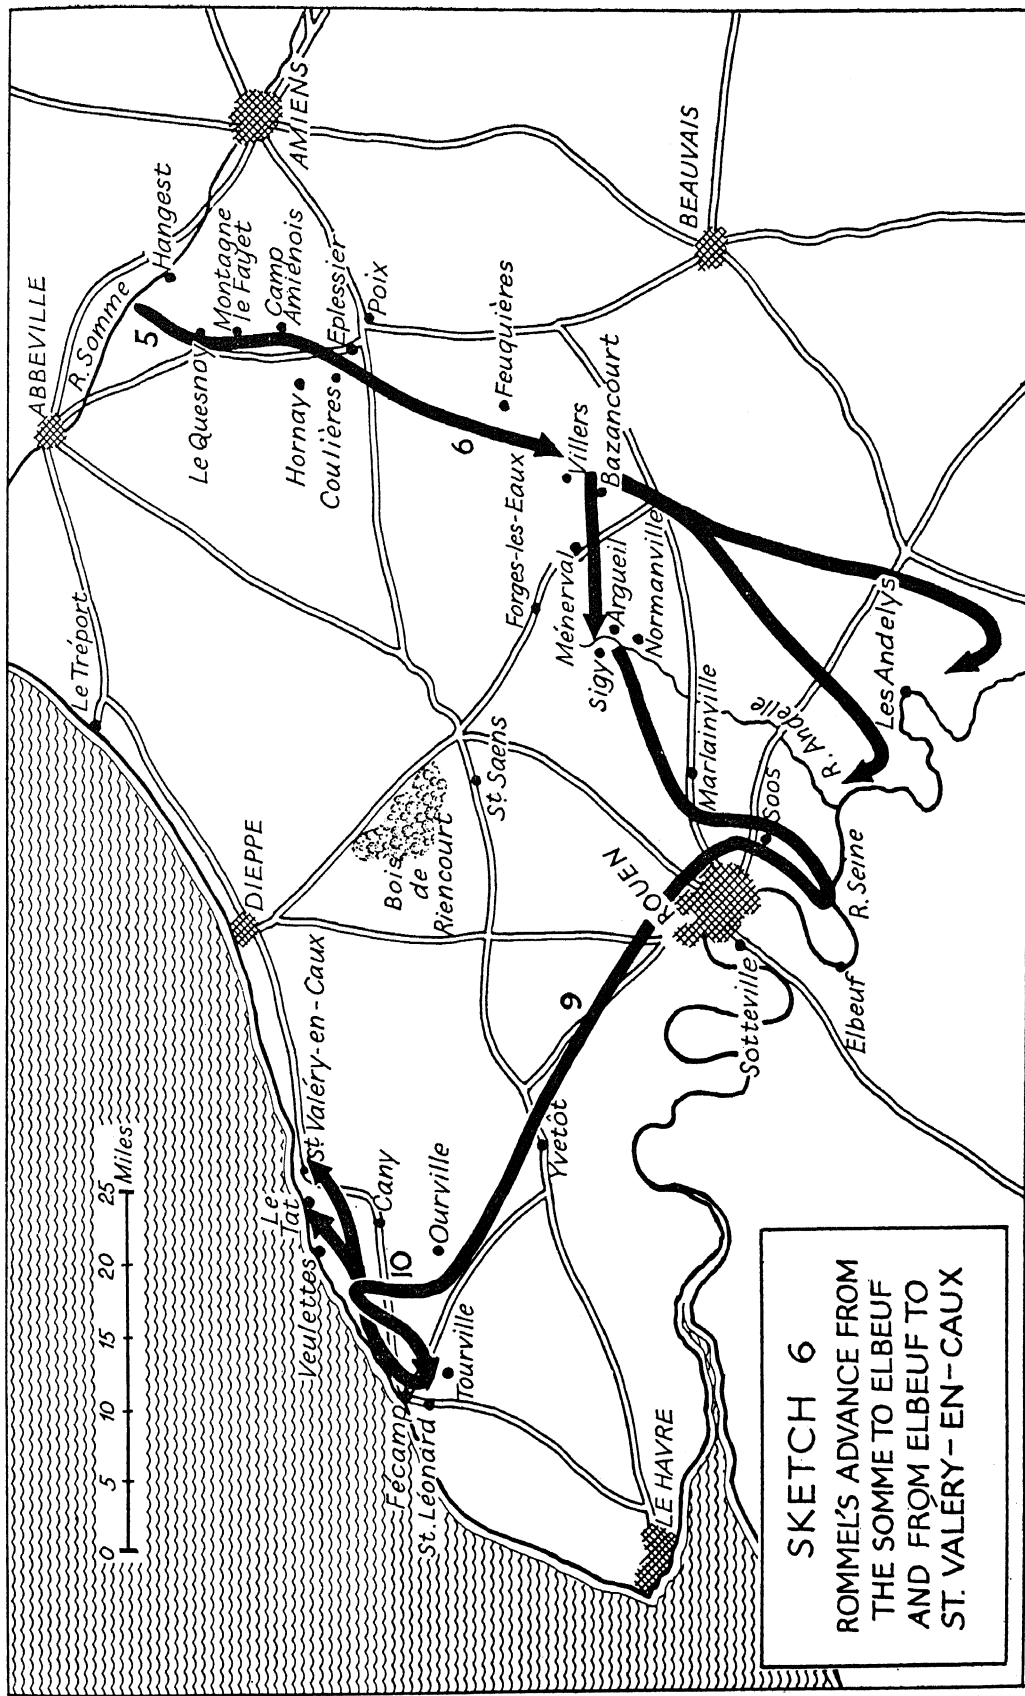 ABBEVILLE
R. Somme
Hangest
AMIENS
5
Le Quesnoy
Montagne
le Fayet
Camp
Amiénois
Hornay
Coulières
Eplessier
Poix
6
Feuquières
BEAUVAIS
Le Tréport
Forges-les-Eaux
Villers
Bazancourt
Ménerval
Argueil
Sigy
Normanville
DIEPPE
Bois
de
Riencourt
St Saens
Marlainville
R. Andelle
Les Andelys
ROUEN
Soos
R. Seine
Sotteville
Elbeuf
9
St Valéry-en-Caux
Le
Tat
Veulettes
Cany
Ourville
10
Yvetôt
Fécamp
St. Léonard
Tourville
LE HAVRE
0 5 10 15 20 25
Miles
SKETCH 6
ROMMEL'S ADVANCE FROM
THE SOMME TO ELBEUF
AND FROM ELBEUF TO
ST. VALÉRY-EN-CAUX